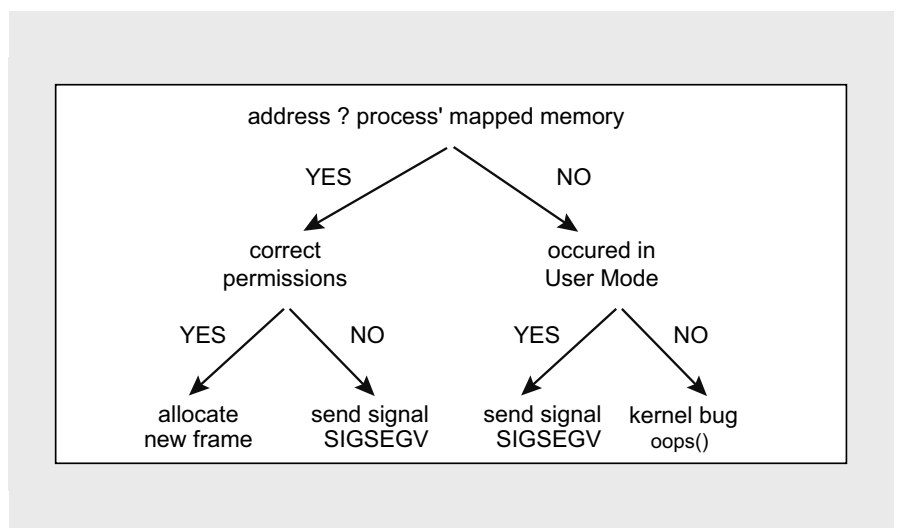 address ? process' mapped memory
YES
NO
correct
permissions
occured in
User Mode
YES
NO
YES
NO
allocate
new frame
send signal
SIGSEGV
send signal
SIGSEGV
kernel bug
oops()